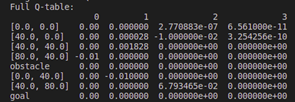 Full Q-table:
0 1 2 3
[0.0, 0.0] 0.00 0.000000 2.770883e-07 6.561000e-11
[40.0, 0.0] 0.00 0.000028 -1.000000e-02 3.254256e-10
[40.0, 40.0] 0.00 0.001828 0.000000e+00 0.000000e+00
[80.0, 40.0] -0.01 0.000000 0.000000e+00 0.000000e+00
obstacle 0.00 0.000000 0.000000e+00 0.000000e+00
[0.0, 40.0] 0.00 -0.010000 0.000000e+00 0.000000e+00
[40.0, 80.0] 0.00 0.000000 6.793465e-02 0.000000e+00
goal 0.00 0.000000 0.000000e+00 0.000000e+00